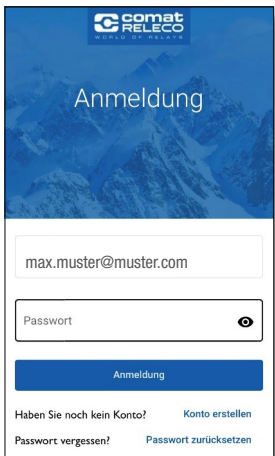 comat
RELECO
WORLD OF RELAYS
Anmeldung
max.muster@muster.com
Passwort
Anmeldung
Haben Sie noch kein Konto? Konto erstellen
Passwort vergessen? Passwort zurücksetzen